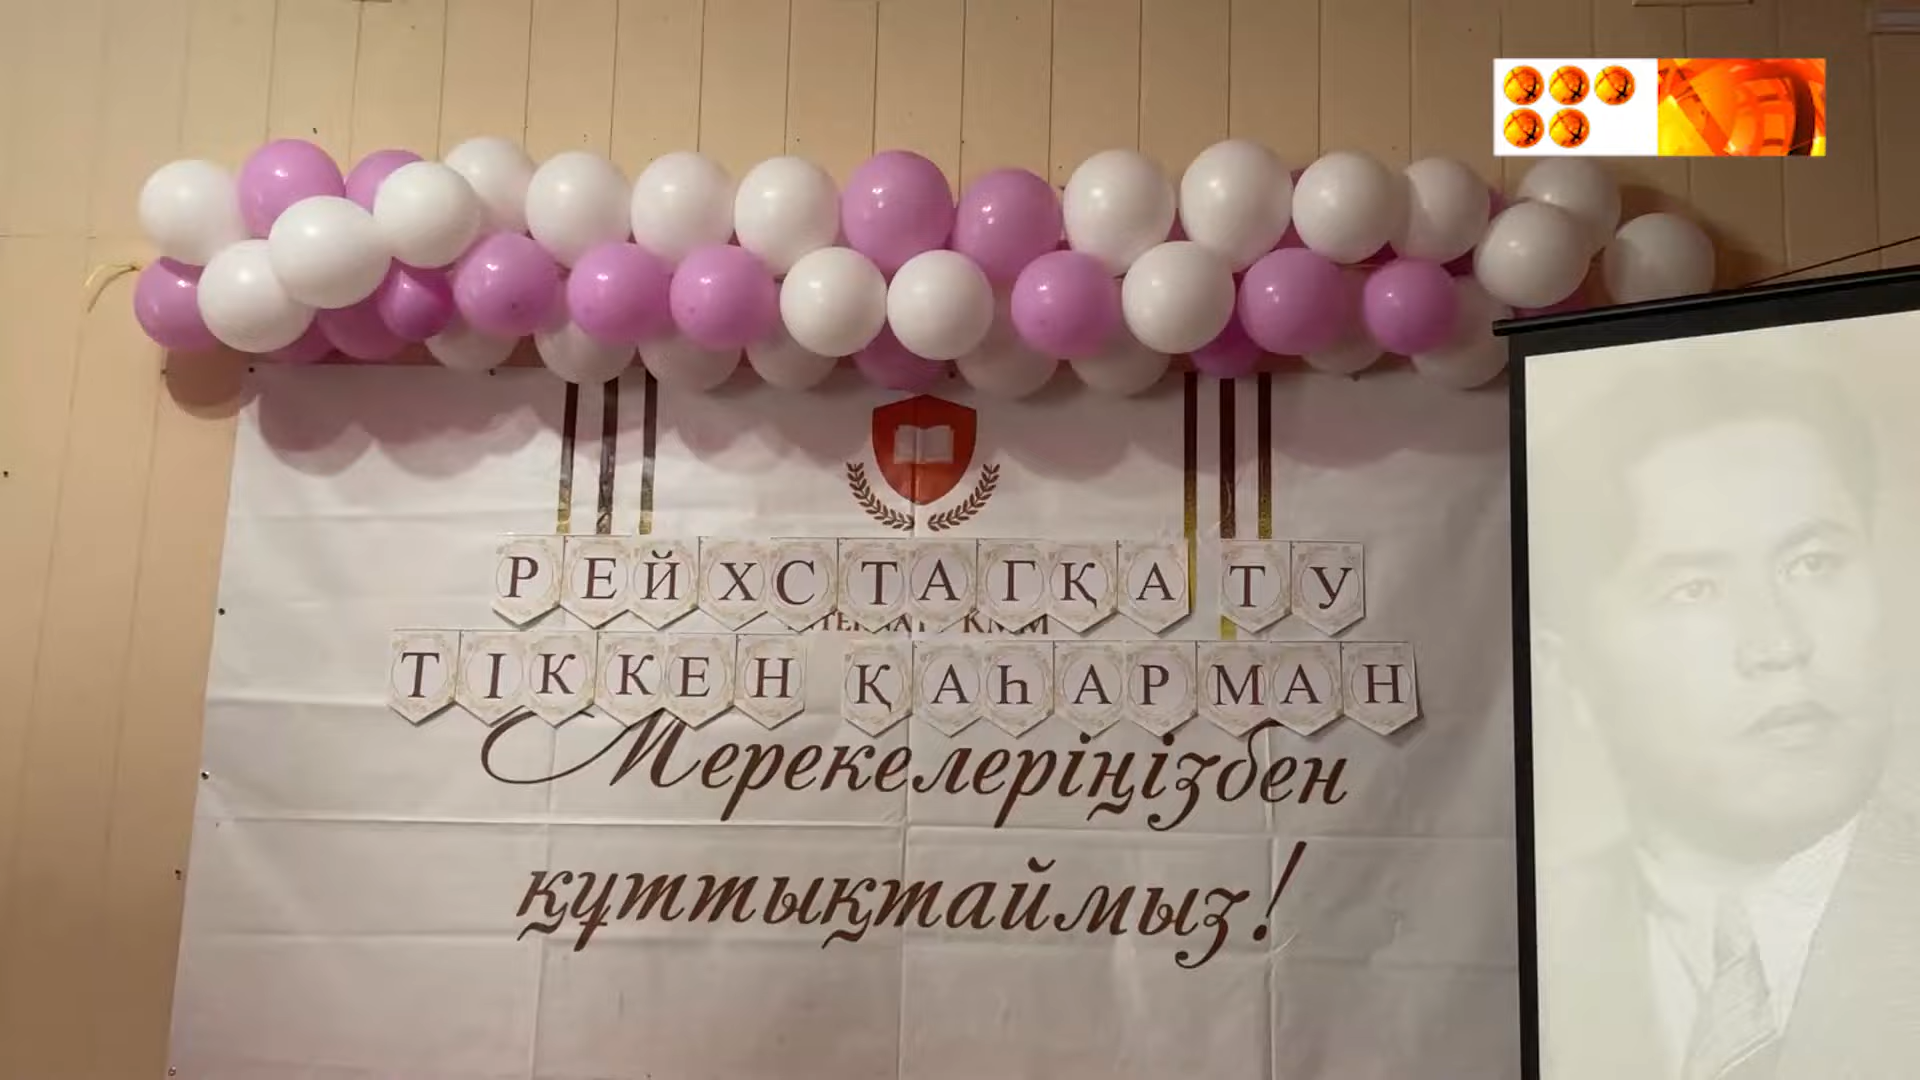 РЕЙХСТАГҚА ТУ
ТІККЕН ҚАҺАРМАН
Мерекелеріңізбен
құттықтаймыз!